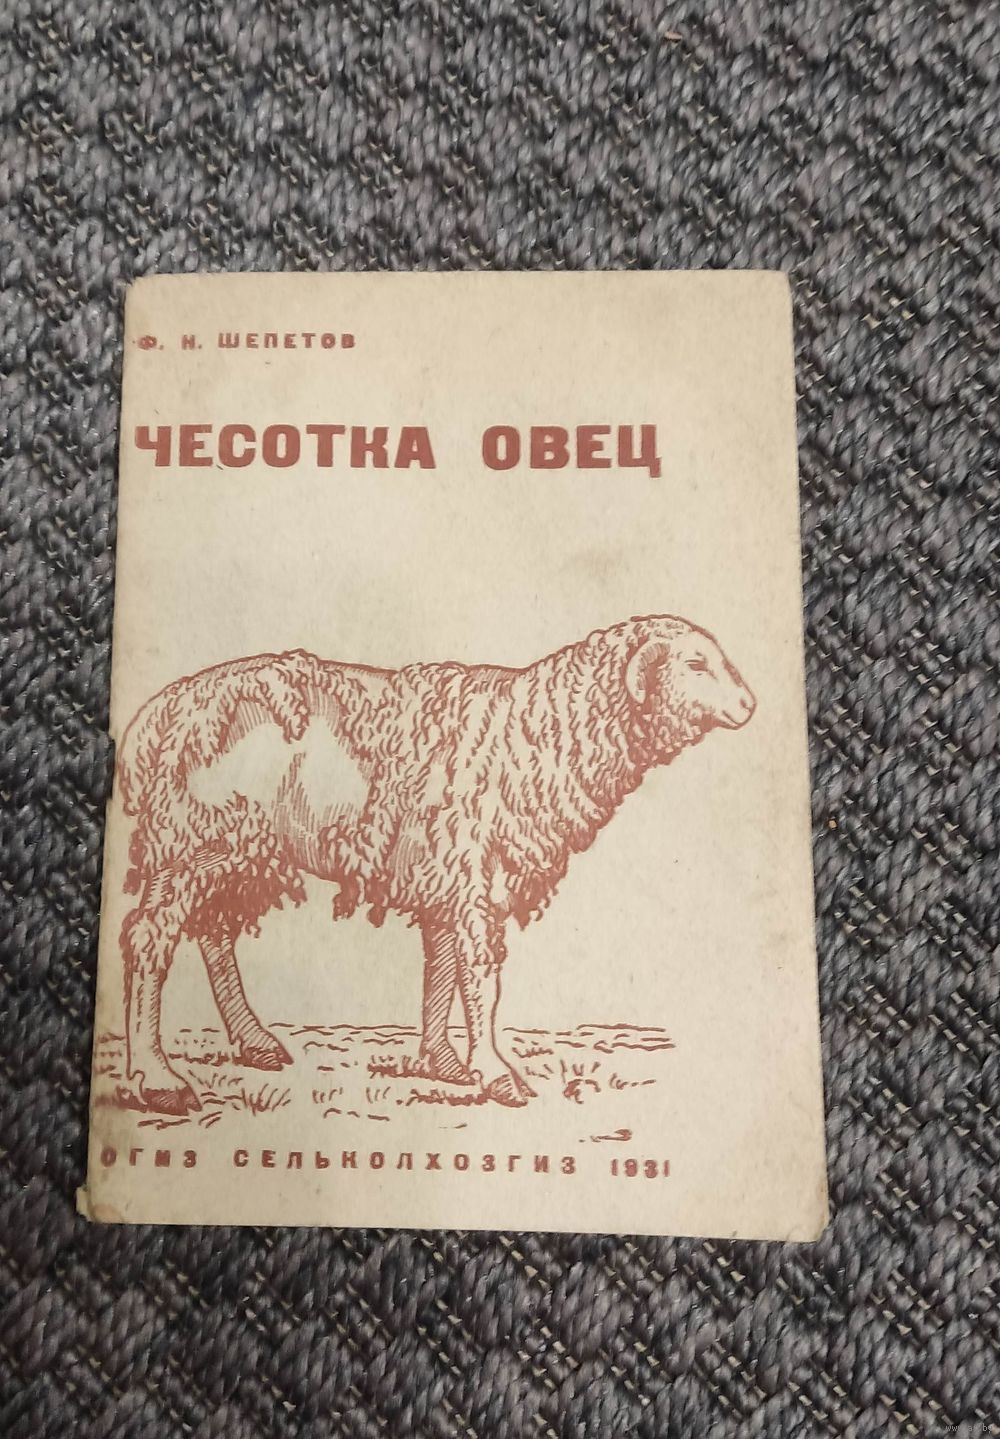 Ф. Н. ШЕПЕТОВ
ЧЕСОТКА ОВЕЦ
ОГИЗ СЕЛЬКОЛХОЗГИЗ 1931